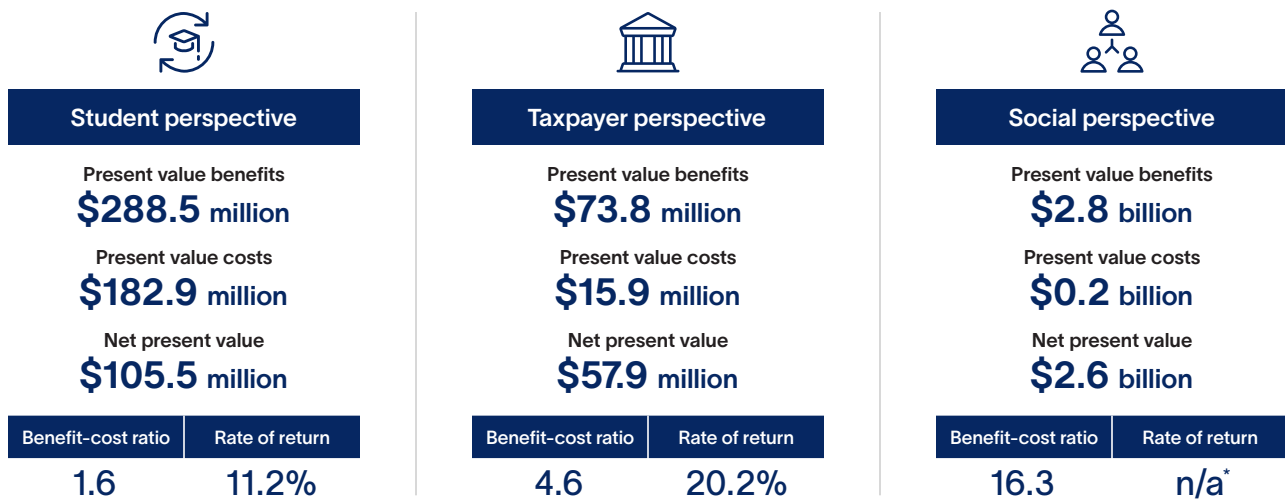 Student perspective
Present value benefits
$288.5 million
Present value costs
$182.9 million
Net present value
$105.5 million
Benefit-cost ratio Rate of return
1.6 11.2%
Taxpayer perspective
Present value benefits
$73.8 million
Present value costs
$15.9 million
Net present value
$57.9 million
Benefit-cost ratio Rate of return
4.6 20.2%
Social perspective
Present value benefits
$2.8 billion
Present value costs
$0.2 billion
Net present value
$2.6 billion
Benefit-cost ratio Rate of return
16.3 n/a*